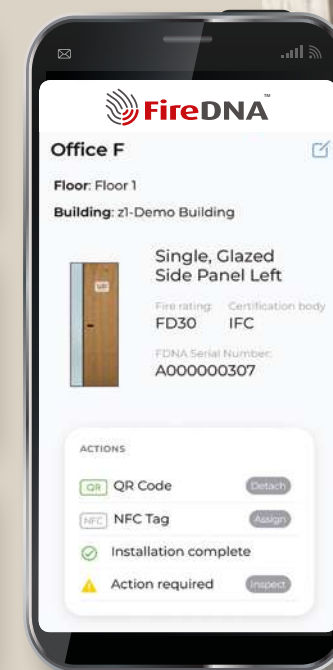 FireDNA™
Office F
Floor: Floor 1
Building: z1-Demo Building
Single, Glazed
Side Panel Left
Fire rating: Certification body
FD30 IFC
FDNA Serial Number:
A000000307
ACTIONS
QR QR Code Detach
NFC NFC Tag Assign
Installation complete
Action required Inspect